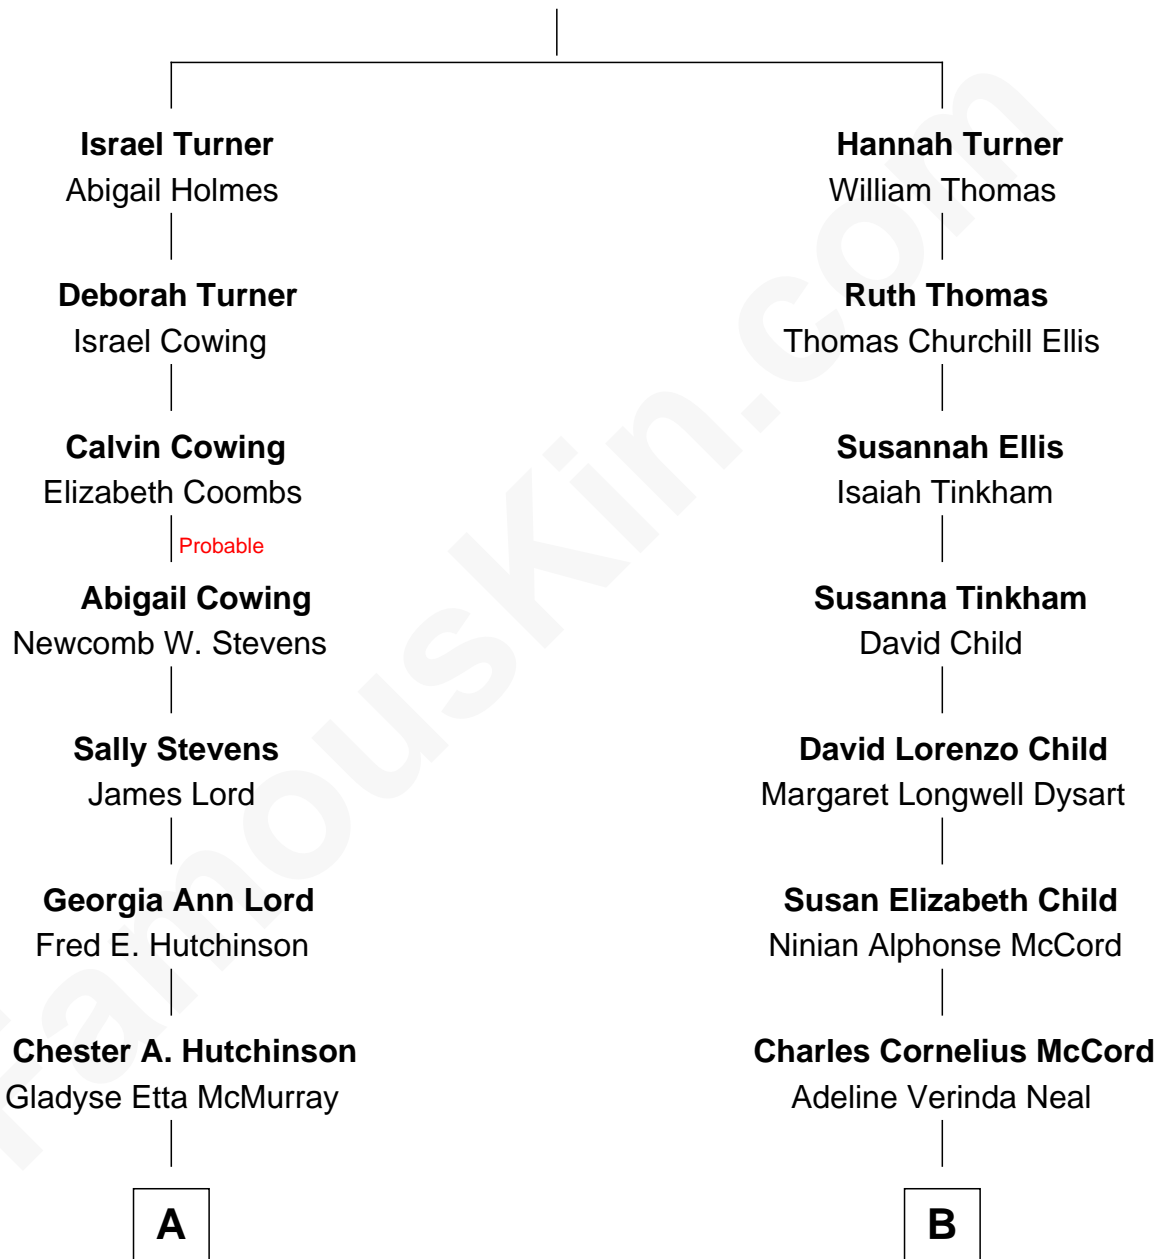 Israel Turner
Abigail Holmes
Deborah Turner
Israel Cowing
Calvin Cowing
Elizabeth Coombs
Probable
Abigail Cowing
Newcomb W. Stevens
Sally Stevens
James Lord
Georgia Ann Lord
Fred E. Hutchinson
Chester A. Hutchinson
Gladyse Etta McMurray
A
Hannah Turner
William Thomas
Ruth Thomas
Thomas Churchill Ellis
Susannah Ellis
Isaiah Tinkham
Susanna Tinkham
David Child
David Lorenzo Child
Margaret Longwell Dysart
Susan Elizabeth Child
Ninian Alphonse McCord
Charles Cornelius McCord
Adeline Verinda Neal
B
FamousKin.com